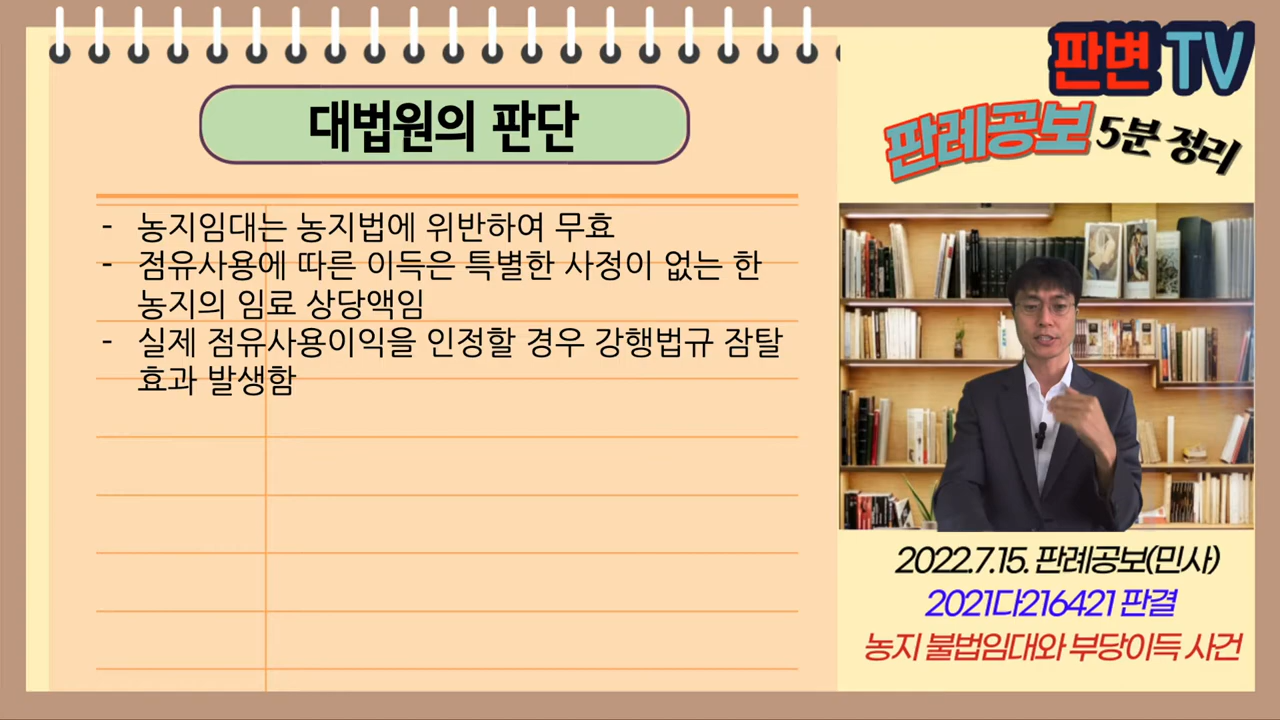 대법원의 판단
- 농지임대는 농지법에 위반하여 무효
- 점유사용에 따른 이득은 특별한 사정이 없는 한
농지의 임료 상당액임
- 실제 점유사용이익을 인정할 경우 강행법규 잠탈
효과 발생함
판변 TV
판례공보 5분 정리
2022.7.15. 판례공보(민사)
2021다216421 판결
농지 불법임대와 부당이득 사건